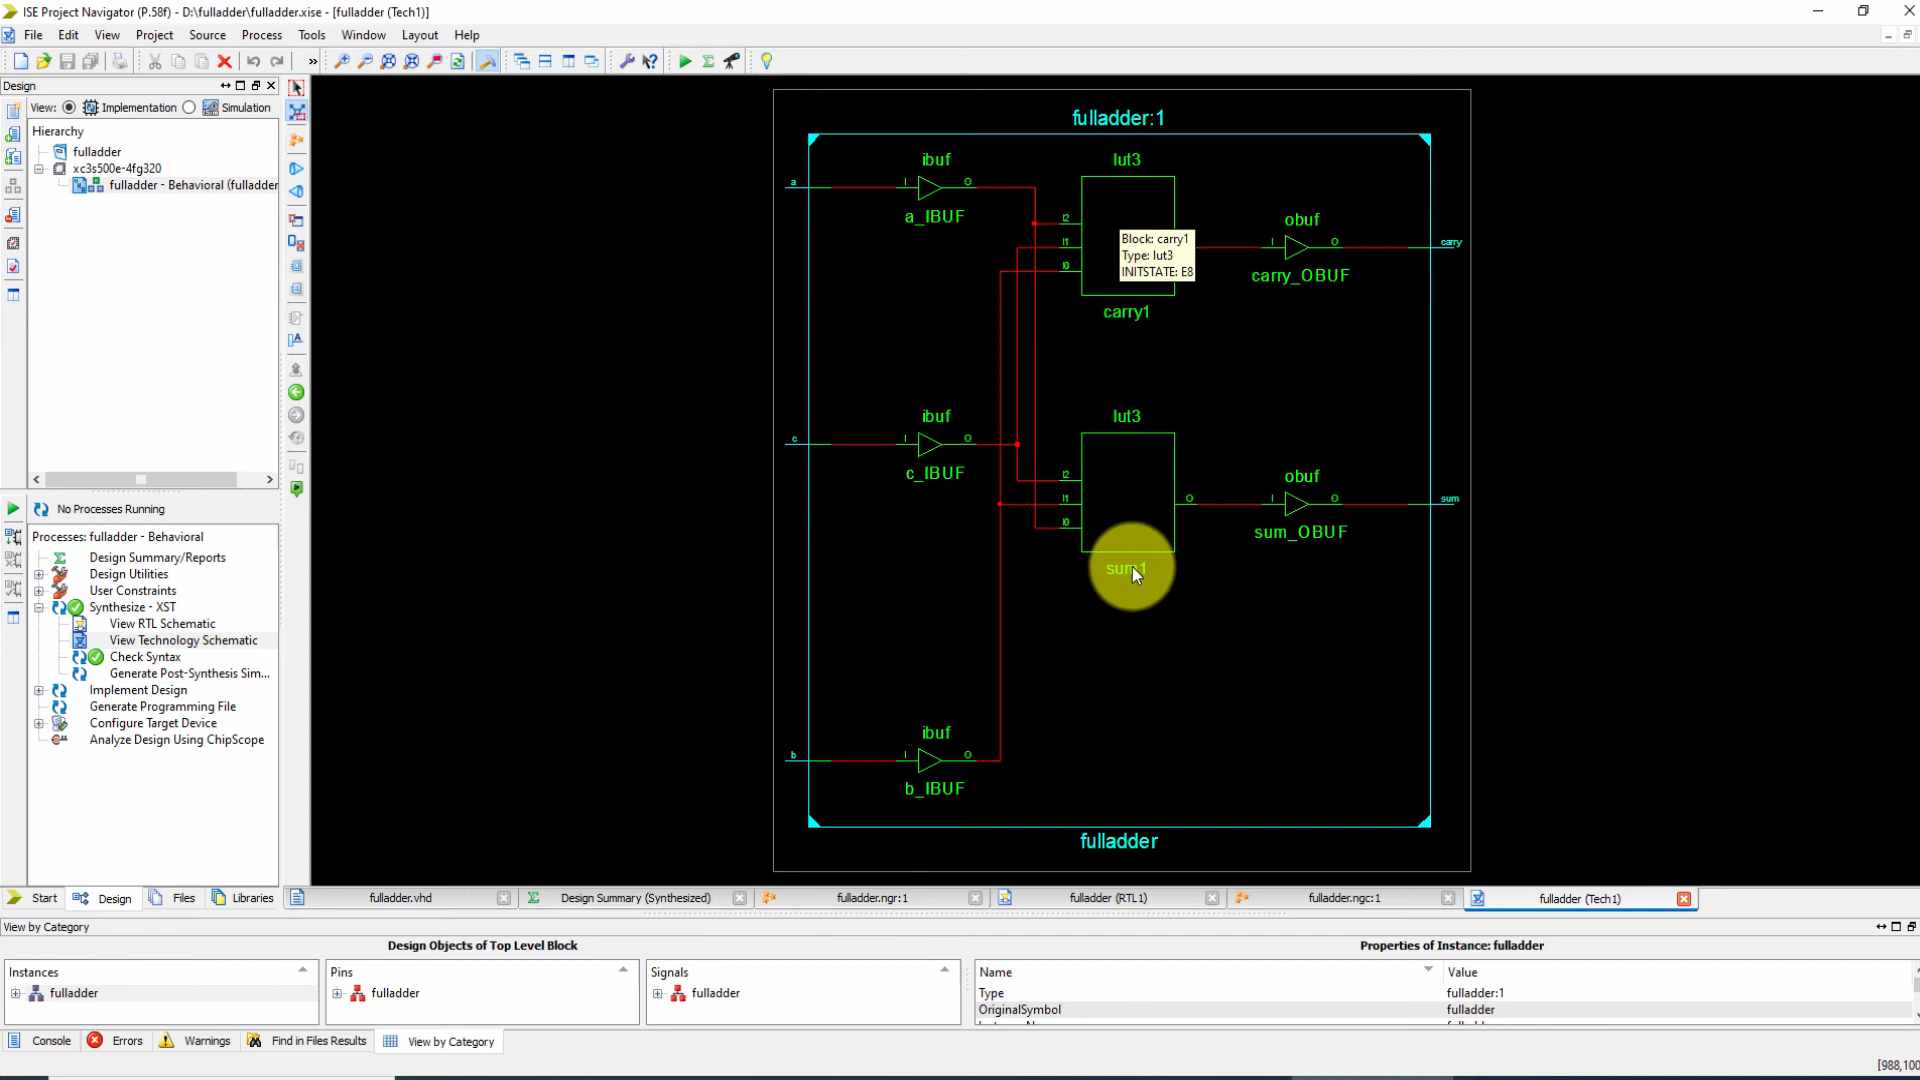 ISE Project Navigator (P.58f) - D:\fulladder\fulladder.xise - [fulladder (Tech1)]
File Edit View Project Source Process Tools Window Layout Help
»
Design
View: Implementation Simulation
Hierarchy
fulladder
xc3s500e-4fg320
fulladder - Behavioral (fulladder
No Processes Running
Processes: fulladder - Behavioral
Design Summary/Reports
Design Utilities
User Constraints
Synthesize - XST
View RTL Schematic
View Technology Schematic
Check Syntax
Generate Post-Synthesis Sim...
Implement Design
Generate Programming File
Configure Target Device
Analyze Design Using ChipScope
Start Design Files Libraries
fulladder:1
ibuf
a I O
a_IBUF
lut3
I2
I1
I0
Block: carry1
Type: lut3
INITSTATE: E8
carry1
obuf
I O carry
carry_OBUF
ibuf
c I O
c_IBUF
lut3
I2
I1 O
I0
sum1
obuf
I O sum
sum_OBUF
ibuf
b I O
b_IBUF
fulladder
fulladder.vhd Design Summary (Synthesized) fulladder.ngr:1 fulladder (RTL1) fulladder.ngc:1 fulladder (Tech1)
View by Category
Design Objects of Top Level Block Properties of Instance: fulladder
Instances Pins Signals Name Value
fulladder fulladder fulladder Type fulladder:1
OriginalSymbol fulladder
Console Errors Warnings Find in Files Results View by Category
[988,100